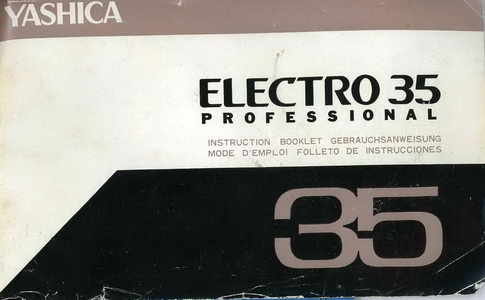 YASHICA
ELECTRO 35
PROFESSIONAL
INSTRUCTION BOOKLET GEBRAUCHSANWEISUNG
MODE D'EMPLOI FOLLETO DE INSTRUCCIONES
35